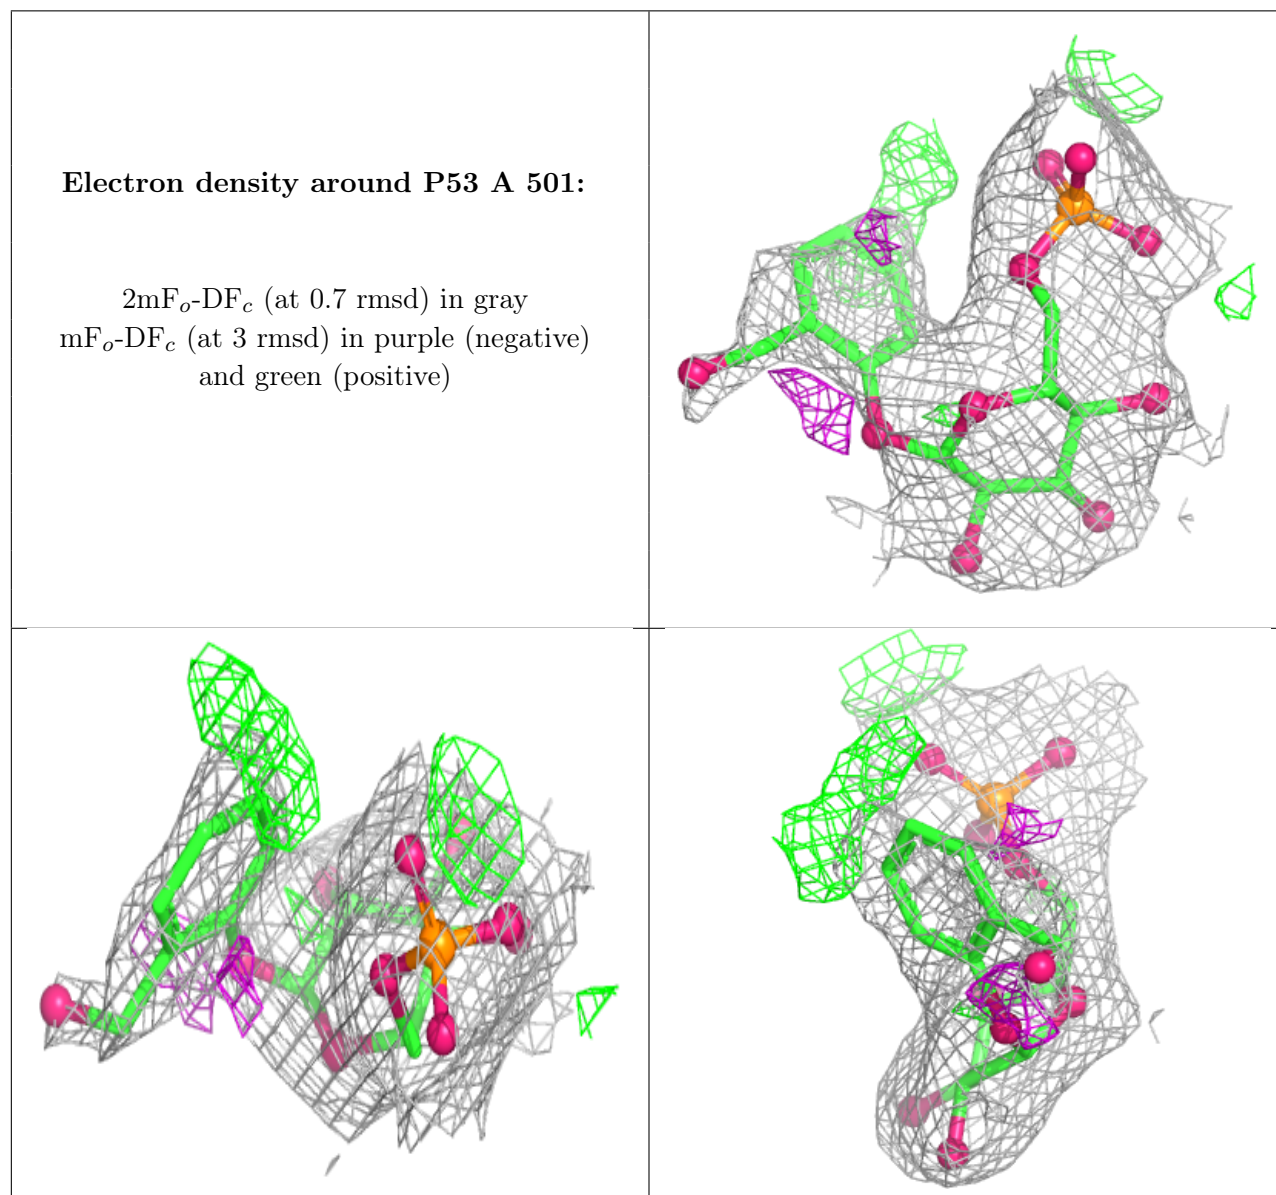 Electron density around P53 A 501:
2mFo-DFc (at 0.7 rmsd) in gray
mFo-DFc (at 3 rmsd) in purple (negative)
and green (positive)